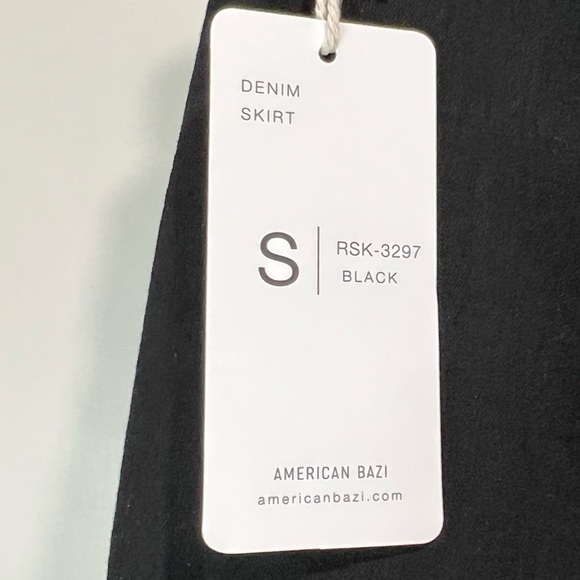 DENIM
SKIRT
S
RSK-3297
BLACK
AMERICAN BAZI
americanbazi.com